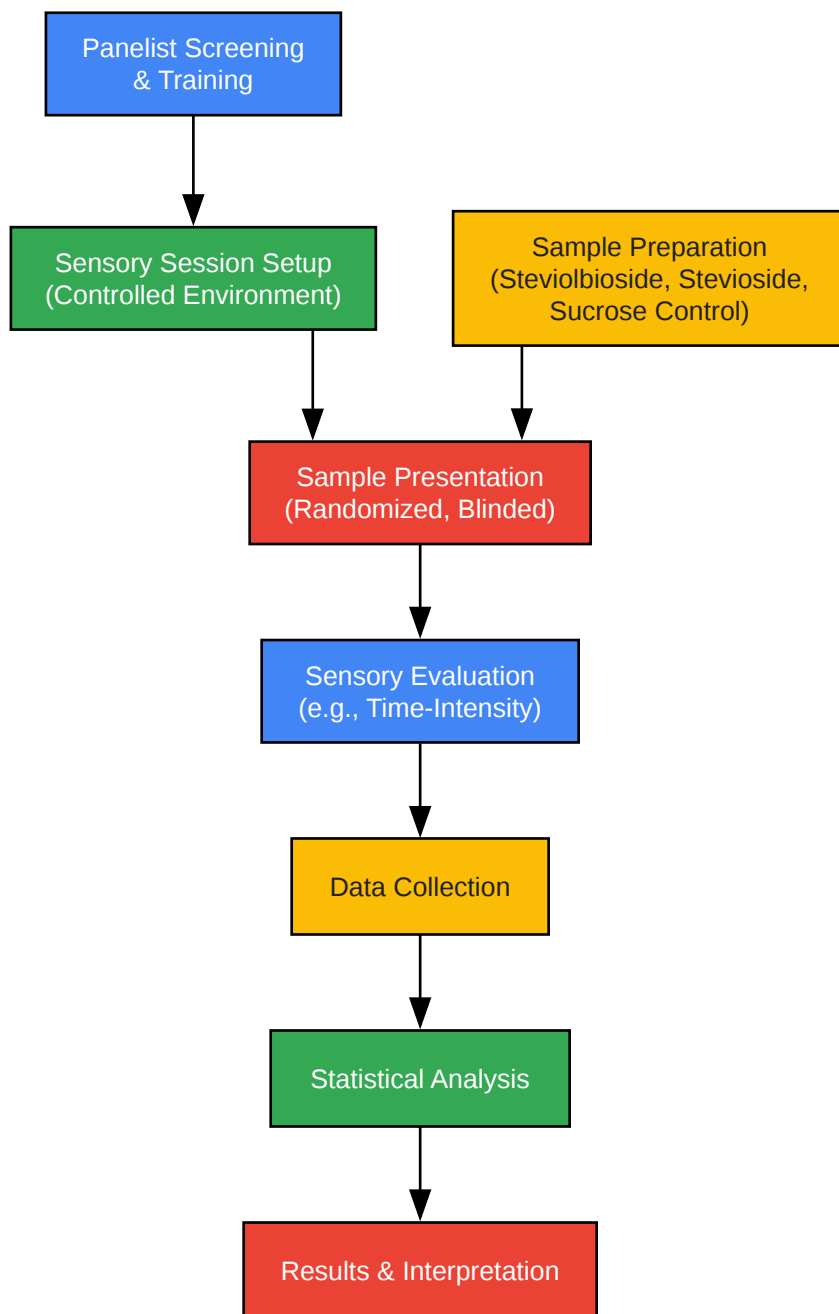 Panelist Screening
& Training
Sensory Session Setup
(Controlled Environment)
Sample Preparation
(Steviolbioside, Stevioside,
Sucrose Control)
Sample Presentation
(Randomized, Blinded)
Sensory Evaluation
(e.g., Time-Intensity)
Data Collection
Statistical Analysis
Results & Interpretation